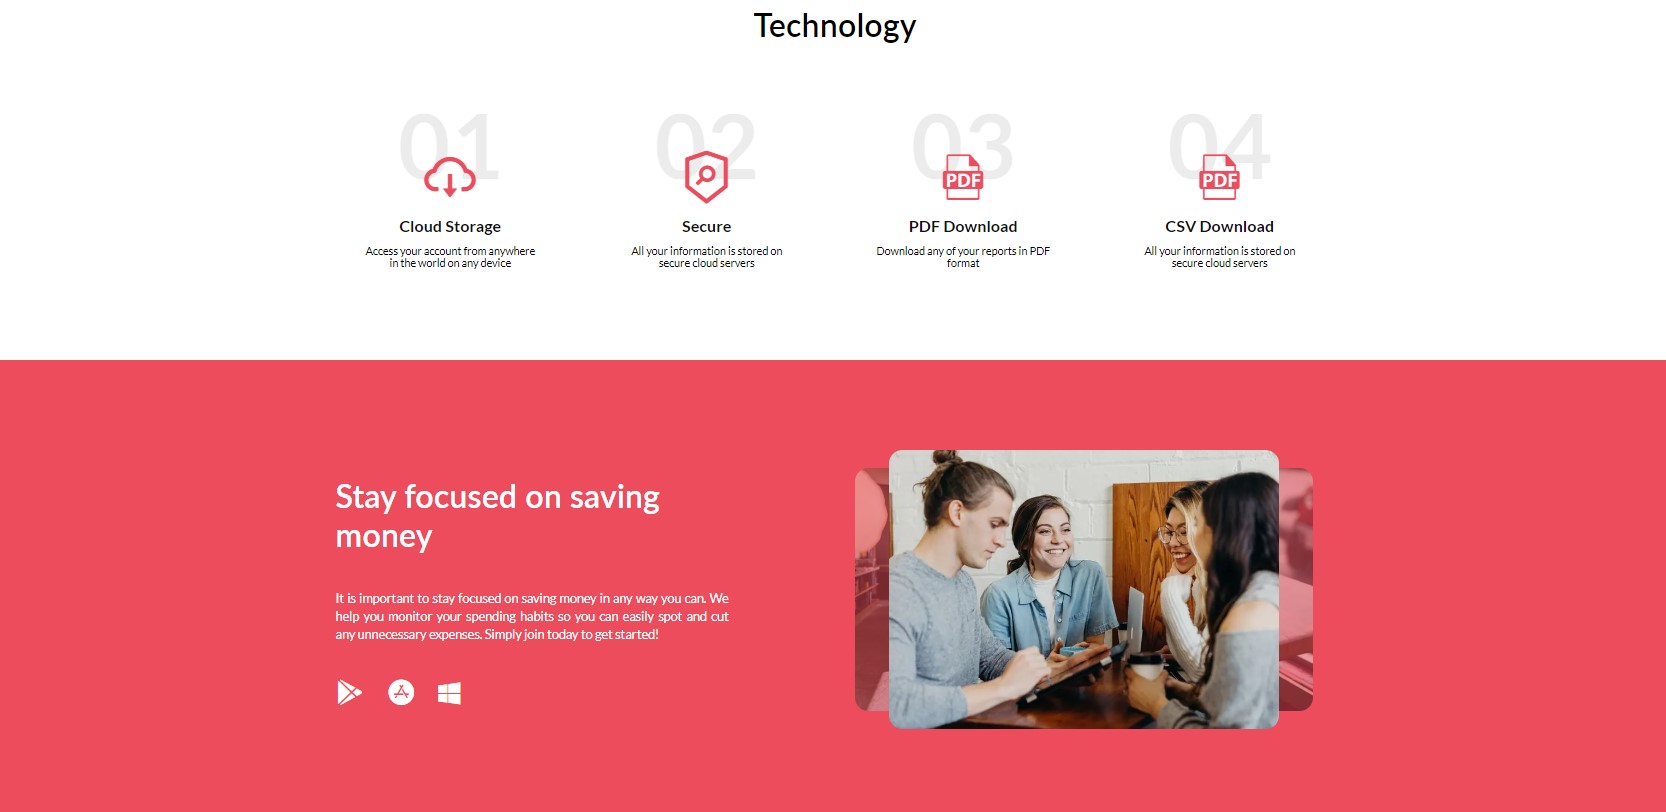 Technology
01
02
03
04
PDF
PDF
Cloud Storage
Secure
PDF Download
CSV Download
Access your account from anywhere
in the world on any device
All your information is stored on
secure cloud servers
Download any of your reports in PDF
format
All your information is stored on
secure cloud servers
Stay focused on saving
money
It is important to stay focused on saving money in any way you can. We
help you monitor your spending habits so you can easily spot and cut
any unnecessary expenses. Simply join today to get started!